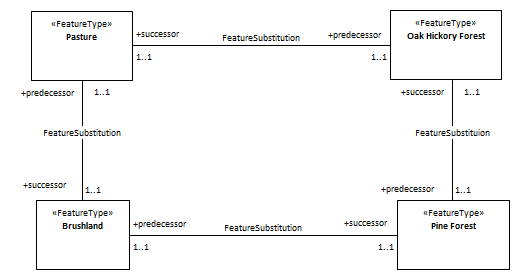 «FeatureType»
Pasture
+successor
FeatureSubstitution
+predecessor
1..1
1..1
«FeatureType»
Oak Hickory Forest
+predecessor
1..1
+successor
1..1
FeatureSubstitution
FeatureSubstituion
+successor
1..1
+predecessor
1..1
«FeatureType»
Brushland
+predecessor
FeatureSubstitution
+successor
1..1
1..1
«FeatureType»
Pine Forest